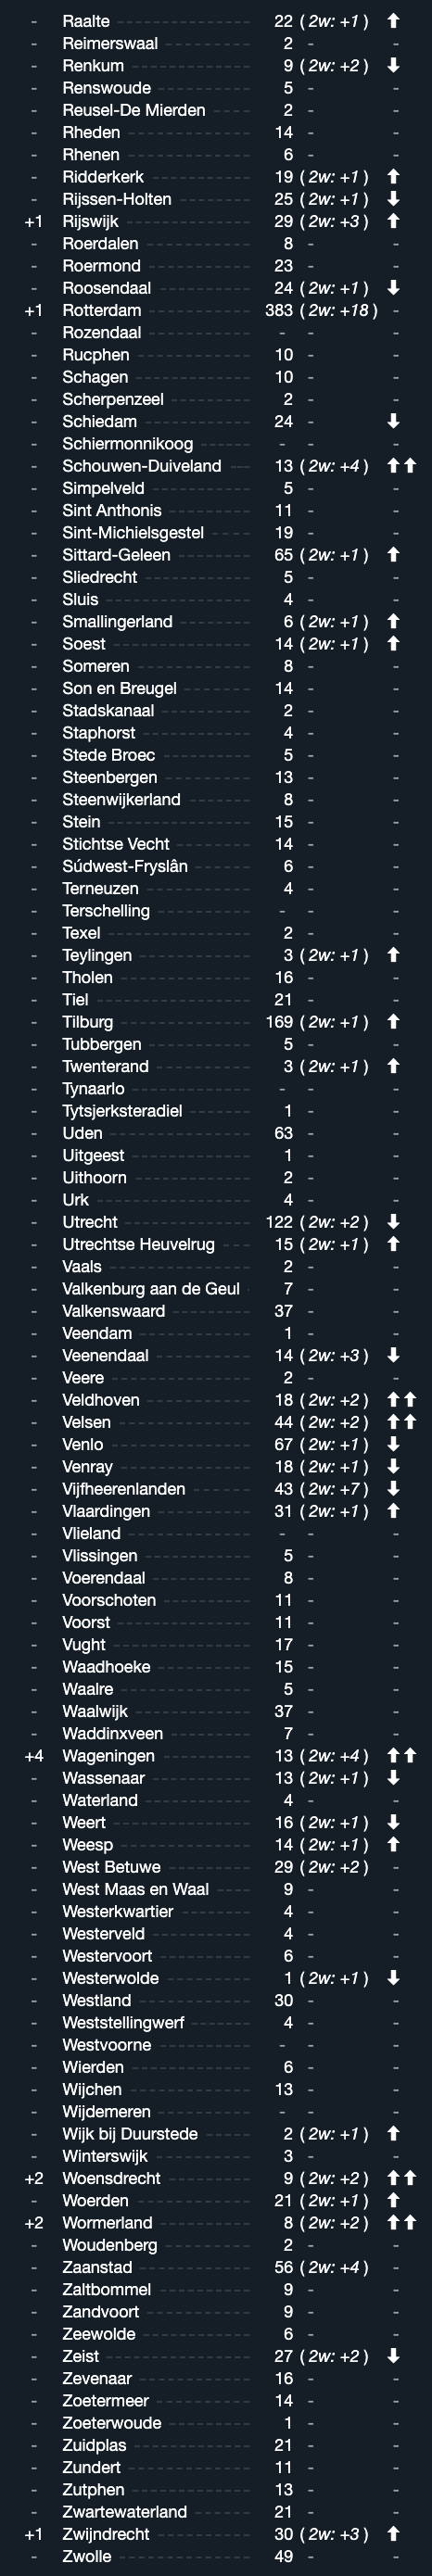 - Raalte 22 (2w: +1) ⬆
- Reimerswaal 2 - -
- Renkum 9 (2w: +2) ⬇
- Renswoude 5 - -
- Reusel-De Mierden 2 - -
- Rheden 14 - -
- Rhenen 6 - -
- Ridderkerk 19 (2w: +1) ⬆
- Rijssen-Holten 25 (2w: +1) ⬇
+1 Rijswijk 29 (2w: +3) ⬆
- Roerdalen 8 - -
- Roermond 23 - -
- Roosendaal 24 (2w: +1) ⬇
+1 Rotterdam 383 (2w: +18) -
- Rozendaal - - -
- Rucphen 10 - -
- Schagen 10 - -
- Scherpenzeel 2 - -
- Schiedam 24 - ⬇
- Schiermonnikoog - - -
- Schouwen-Duiveland 13 (2w: +4) ⬆⬆
- Simpelveld 5 - -
- Sint Anthonis 11 - -
- Sint-Michielsgestel 19 - -
- Sittard-Geleen 65 (2w: +1) ⬆
- Sliedrecht 5 - -
- Sluis 4 - -
- Smallingerland 6 (2w: +1) ⬆
- Soest 14 (2w: +1) ⬆
- Someren 8 - -
- Son en Breugel 14 - -
- Stadskanaal 2 - -
- Staphorst 4 - -
- Stede Broec 5 - -
- Steenbergen 13 - -
- Steenwijkerland 8 - -
- Stein 15 - -
- Stichtse Vecht 14 - -
- Súdwest-Fryslân 6 - -
- Terneuzen 4 - -
- Terschelling - - -
- Texel 2 - -
- Teylingen 3 (2w: +1) ⬆
- Tholen 16 - -
- Tiel 21 - -
- Tilburg 169 (2w: +1) ⬆
- Tubbergen 5 - -
- Twenterand 3 (2w: +1) ⬆
- Tynaarlo - - -
- Tytsjerksteradiel 1 - -
- Uden 63 - -
- Uitgeest 1 - -
- Uithoorn 2 - -
- Urk 4 - -
- Utrecht 122 (2w: +2) ⬇
- Utrechtse Heuvelrug 15 (2w: +1) ⬆
- Vaals 2 - -
- Valkenburg aan de Geul 7 - -
- Valkenswaard 37 - -
- Veendam 1 - -
- Veenendaal 14 (2w: +3) ⬇
- Veere 2 - -
- Veldhoven 18 (2w: +2) ⬆⬆
- Velsen 44 (2w: +2) ⬆⬆
- Venlo 67 (2w: +1) ⬇
- Venray 18 (2w: +1) ⬇
- Vijfheerenlanden 43 (2w: +7) ⬇
- Vlaardingen 31 (2w: +1) ⬆
- Vlieland - - -
- Vlissingen 5 - -
- Voerendaal 8 - -
- Voorschoten 11 - -
- Voorst 11 - -
- Vught 17 - -
- Waadhoeke 15 - -
- Waalre 5 - -
- Waalwijk 37 - -
- Waddinxveen 7 - -
+4 Wageningen 13 (2w: +4) ⬆⬆
- Wassenaar 13 (2w: +1) ⬇
- Waterland 4 - -
- Weert 16 (2w: +1) ⬇
- Weesp 14 (2w: +1) ⬆
- West Betuwe 29 (2w: +2) -
- West Maas en Waal 9 - -
- Westerkwartier 4 - -
- Westerveld 4 - -
- Westervoort 6 - -
- Westerwolde 1 (2w: +1) ⬇
- Westland 30 - -
- Weststellingwerf 4 - -
- Westvoorne - - -
- Wierden 6 - -
- Wijchen 13 - -
- Wijdemeren - - -
- Wijk bij Duurstede 2 (2w: +1) ⬆
- Winterswijk 3 - -
+2 Woensdrecht 9 (2w: +2) ⬆⬆
- Woerden 21 (2w: +1) ⬆
+2 Wormerland 8 (2w: +2) ⬆⬆
- Woudenberg 2 - -
- Zaanstad 56 (2w: +4) -
- Zaltbommel 9 - -
- Zandvoort 9 - -
- Zeewolde 6 - -
- Zeist 27 (2w: +2) ⬇
- Zevenaar 16 - -
- Zoetermeer 14 - -
- Zoeterwoude 1 - -
- Zuidplas 21 - -
- Zundert 11 - -
- Zutphen 13 - -
- Zwartewaterland 21 - -
+1 Zwijndrecht 30 (2w: +3) ⬆
- Zwolle 49 - -